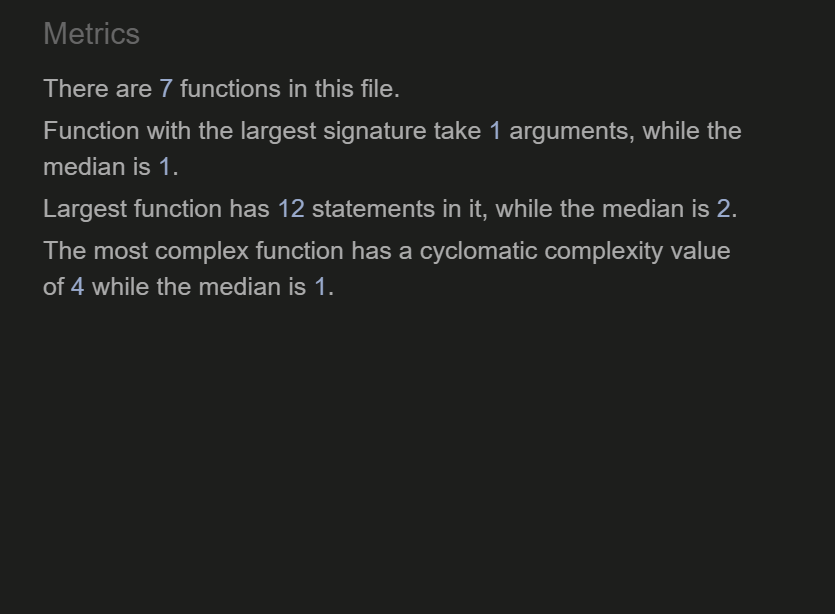 Metrics
There are 7 functions in this file.
Function with the largest signature take 1 arguments, while the
median is 1.
Largest function has 12 statements in it, while the median is 2.
The most complex function has a cyclomatic complexity value
of 4 while the median is 1.